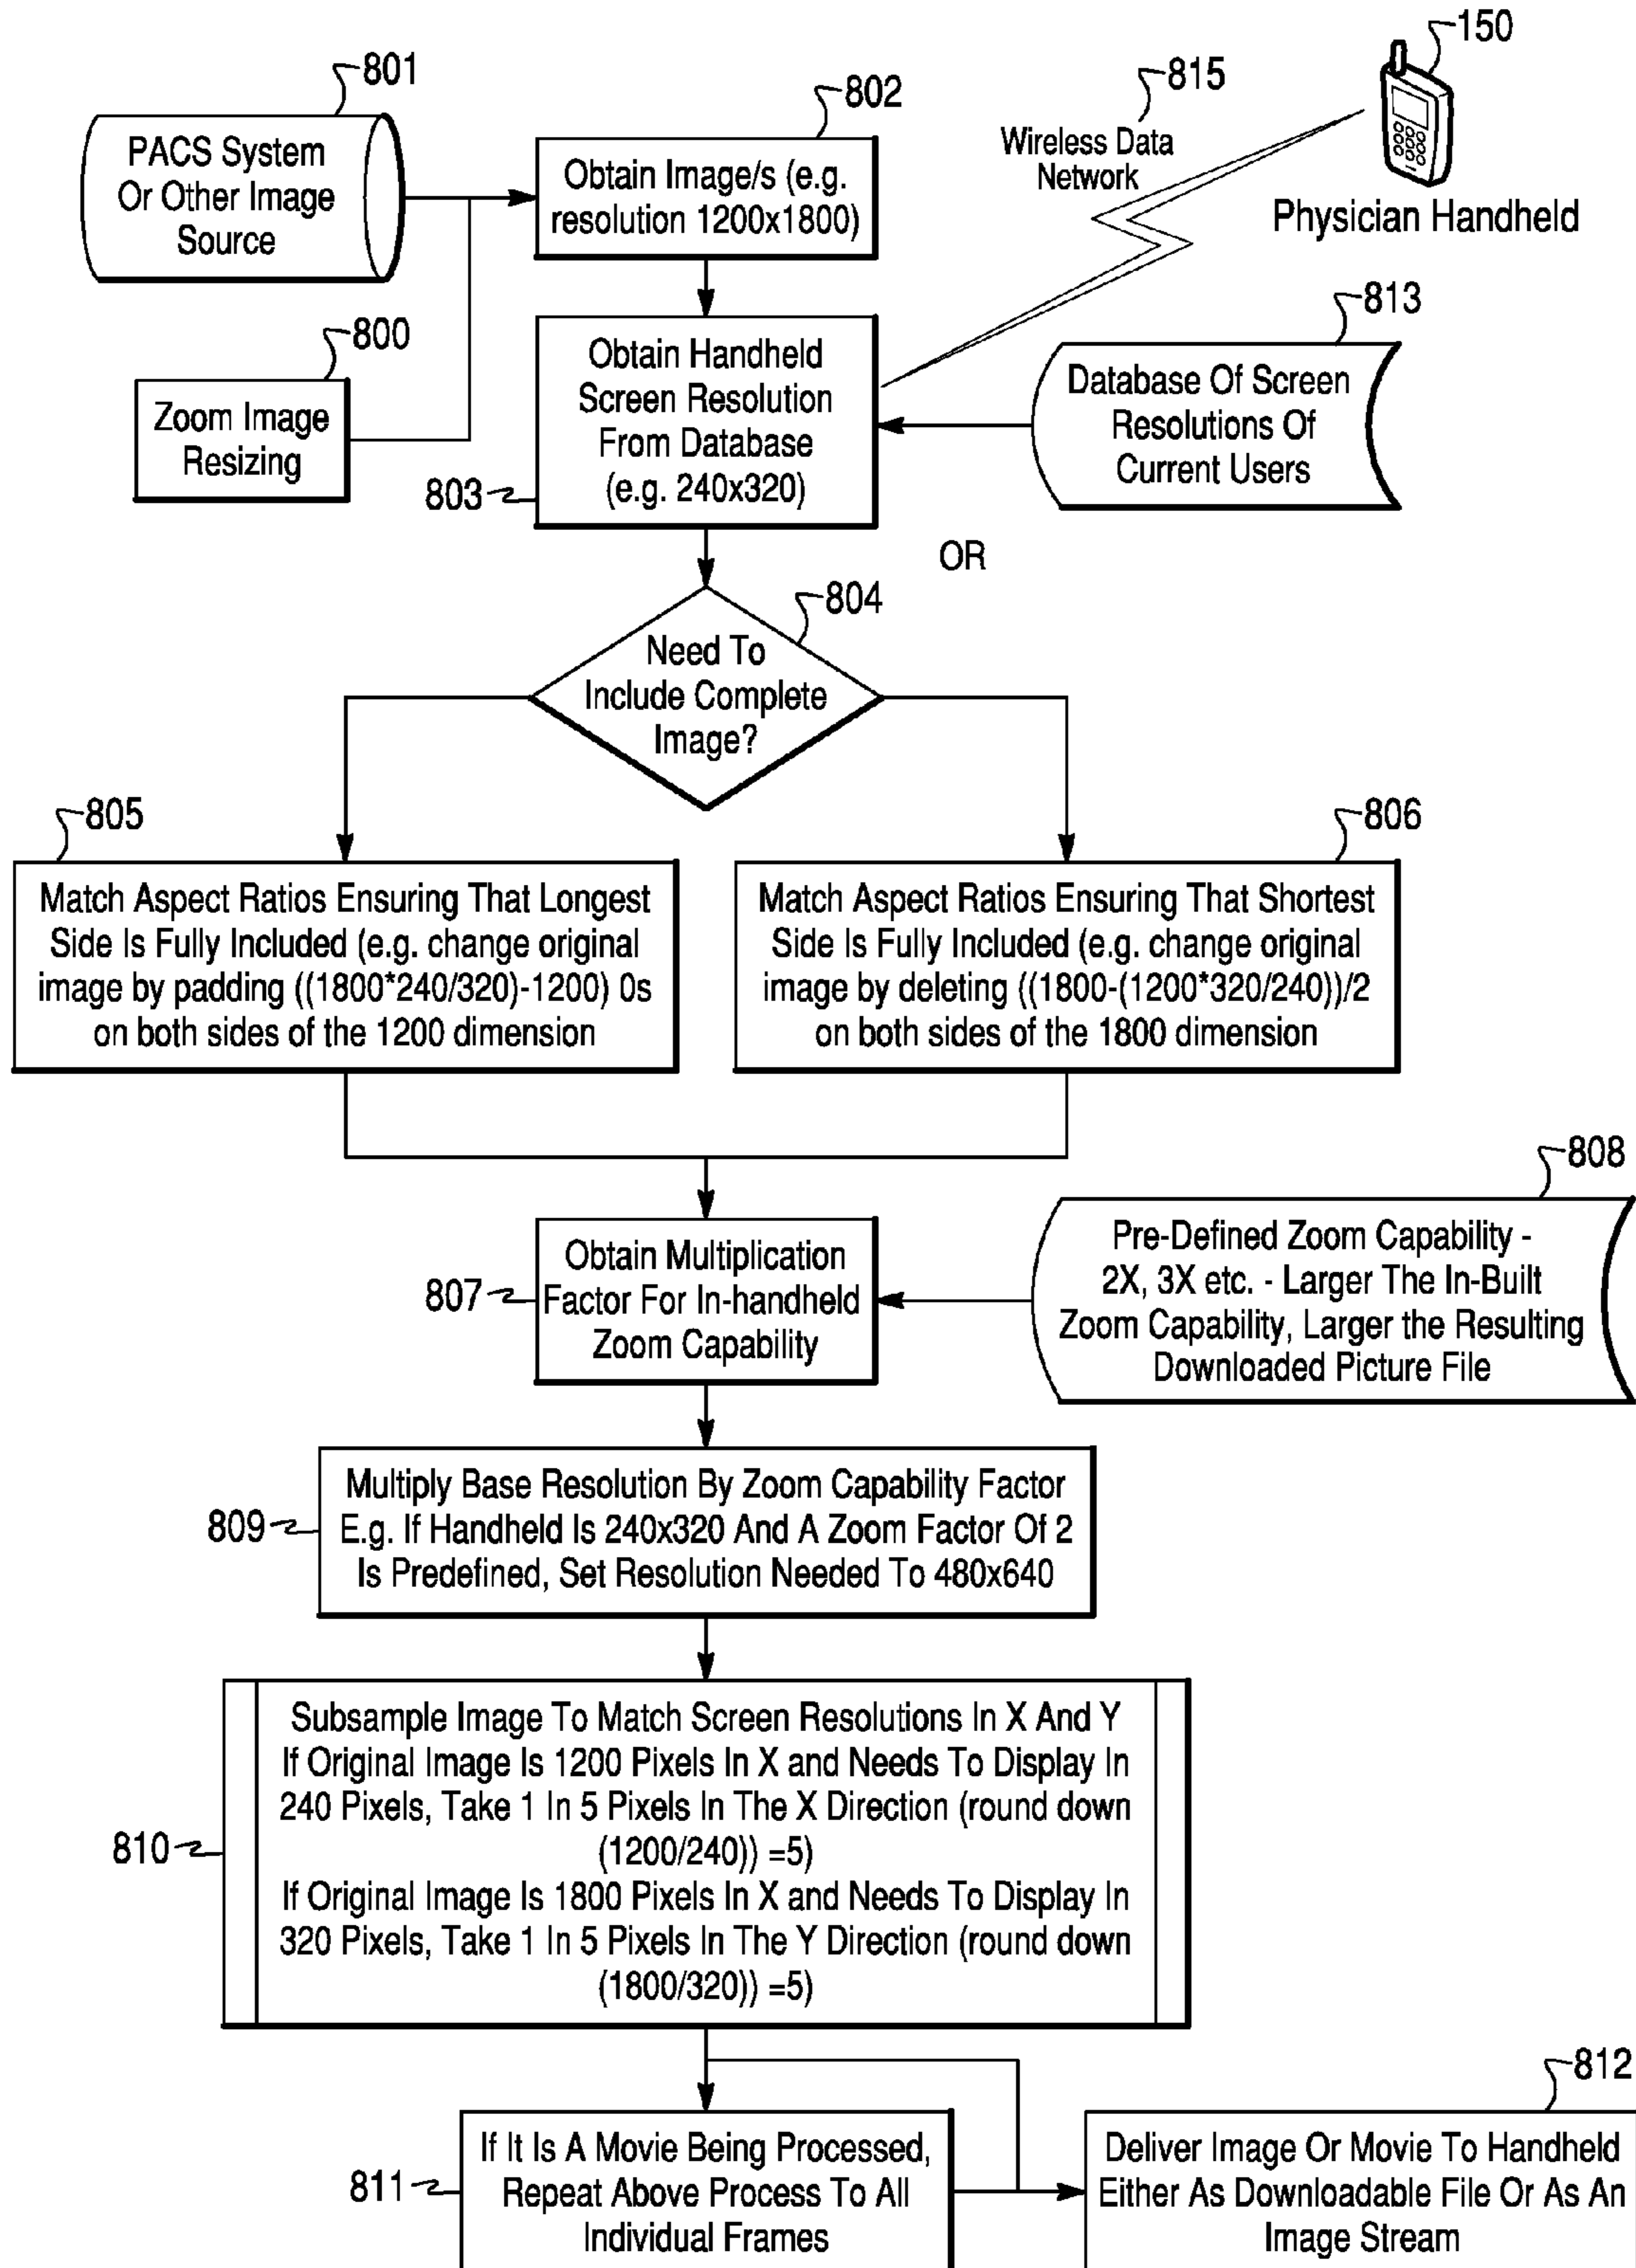 801
PACS System
Or Other Image
Source
802
Obtain Image/s (e.g.
resolution 1200x1800)
815
Wireless Data
Network
150
Physician Handheld
800
Zoom Image
Resizing
803
Obtain Handheld
Screen Resolution
From Database
(e.g. 240x320)
813
Database Of Screen
Resolutions Of
Current Users
OR
804
Need To
Include Complete
Image?
805
Match Aspect Ratios Ensuring That Longest
Side Is Fully Included (e.g. change original
image by padding ((1800*240/320)-1200) 0s
on both sides of the 1200 dimension
806
Match Aspect Ratios Ensuring That Shortest
Side Is Fully Included (e.g. change original
image by deleting ((1800-(1200*320/240))/2
on both sides of the 1800 dimension
807
Obtain Multiplication
Factor For In-handheld
Zoom Capability
808
Pre-Defined Zoom Capability -
2X, 3X etc. - Larger The In-Built
Zoom Capability, Larger the Resulting
Downloaded Picture File
809
Multiply Base Resolution By Zoom Capability Factor
E.g. If Handheld Is 240x320 And A Zoom Factor Of 2
Is Predefined, Set Resolution Needed To 480x640
810
Subsample Image To Match Screen Resolutions In X And Y
If Original Image Is 1200 Pixels In X and Needs To Display In
240 Pixels, Take 1 In 5 Pixels In The X Direction (round down
(1200/240)) =5)
If Original Image Is 1800 Pixels In X and Needs To Display In
320 Pixels, Take 1 In 5 Pixels In The Y Direction (round down
(1800/320)) =5)
811
If It Is A Movie Being Processed,
Repeat Above Process To All
Individual Frames
812
Deliver Image Or Movie To Handheld
Either As Downloadable File Or As An
Image Stream